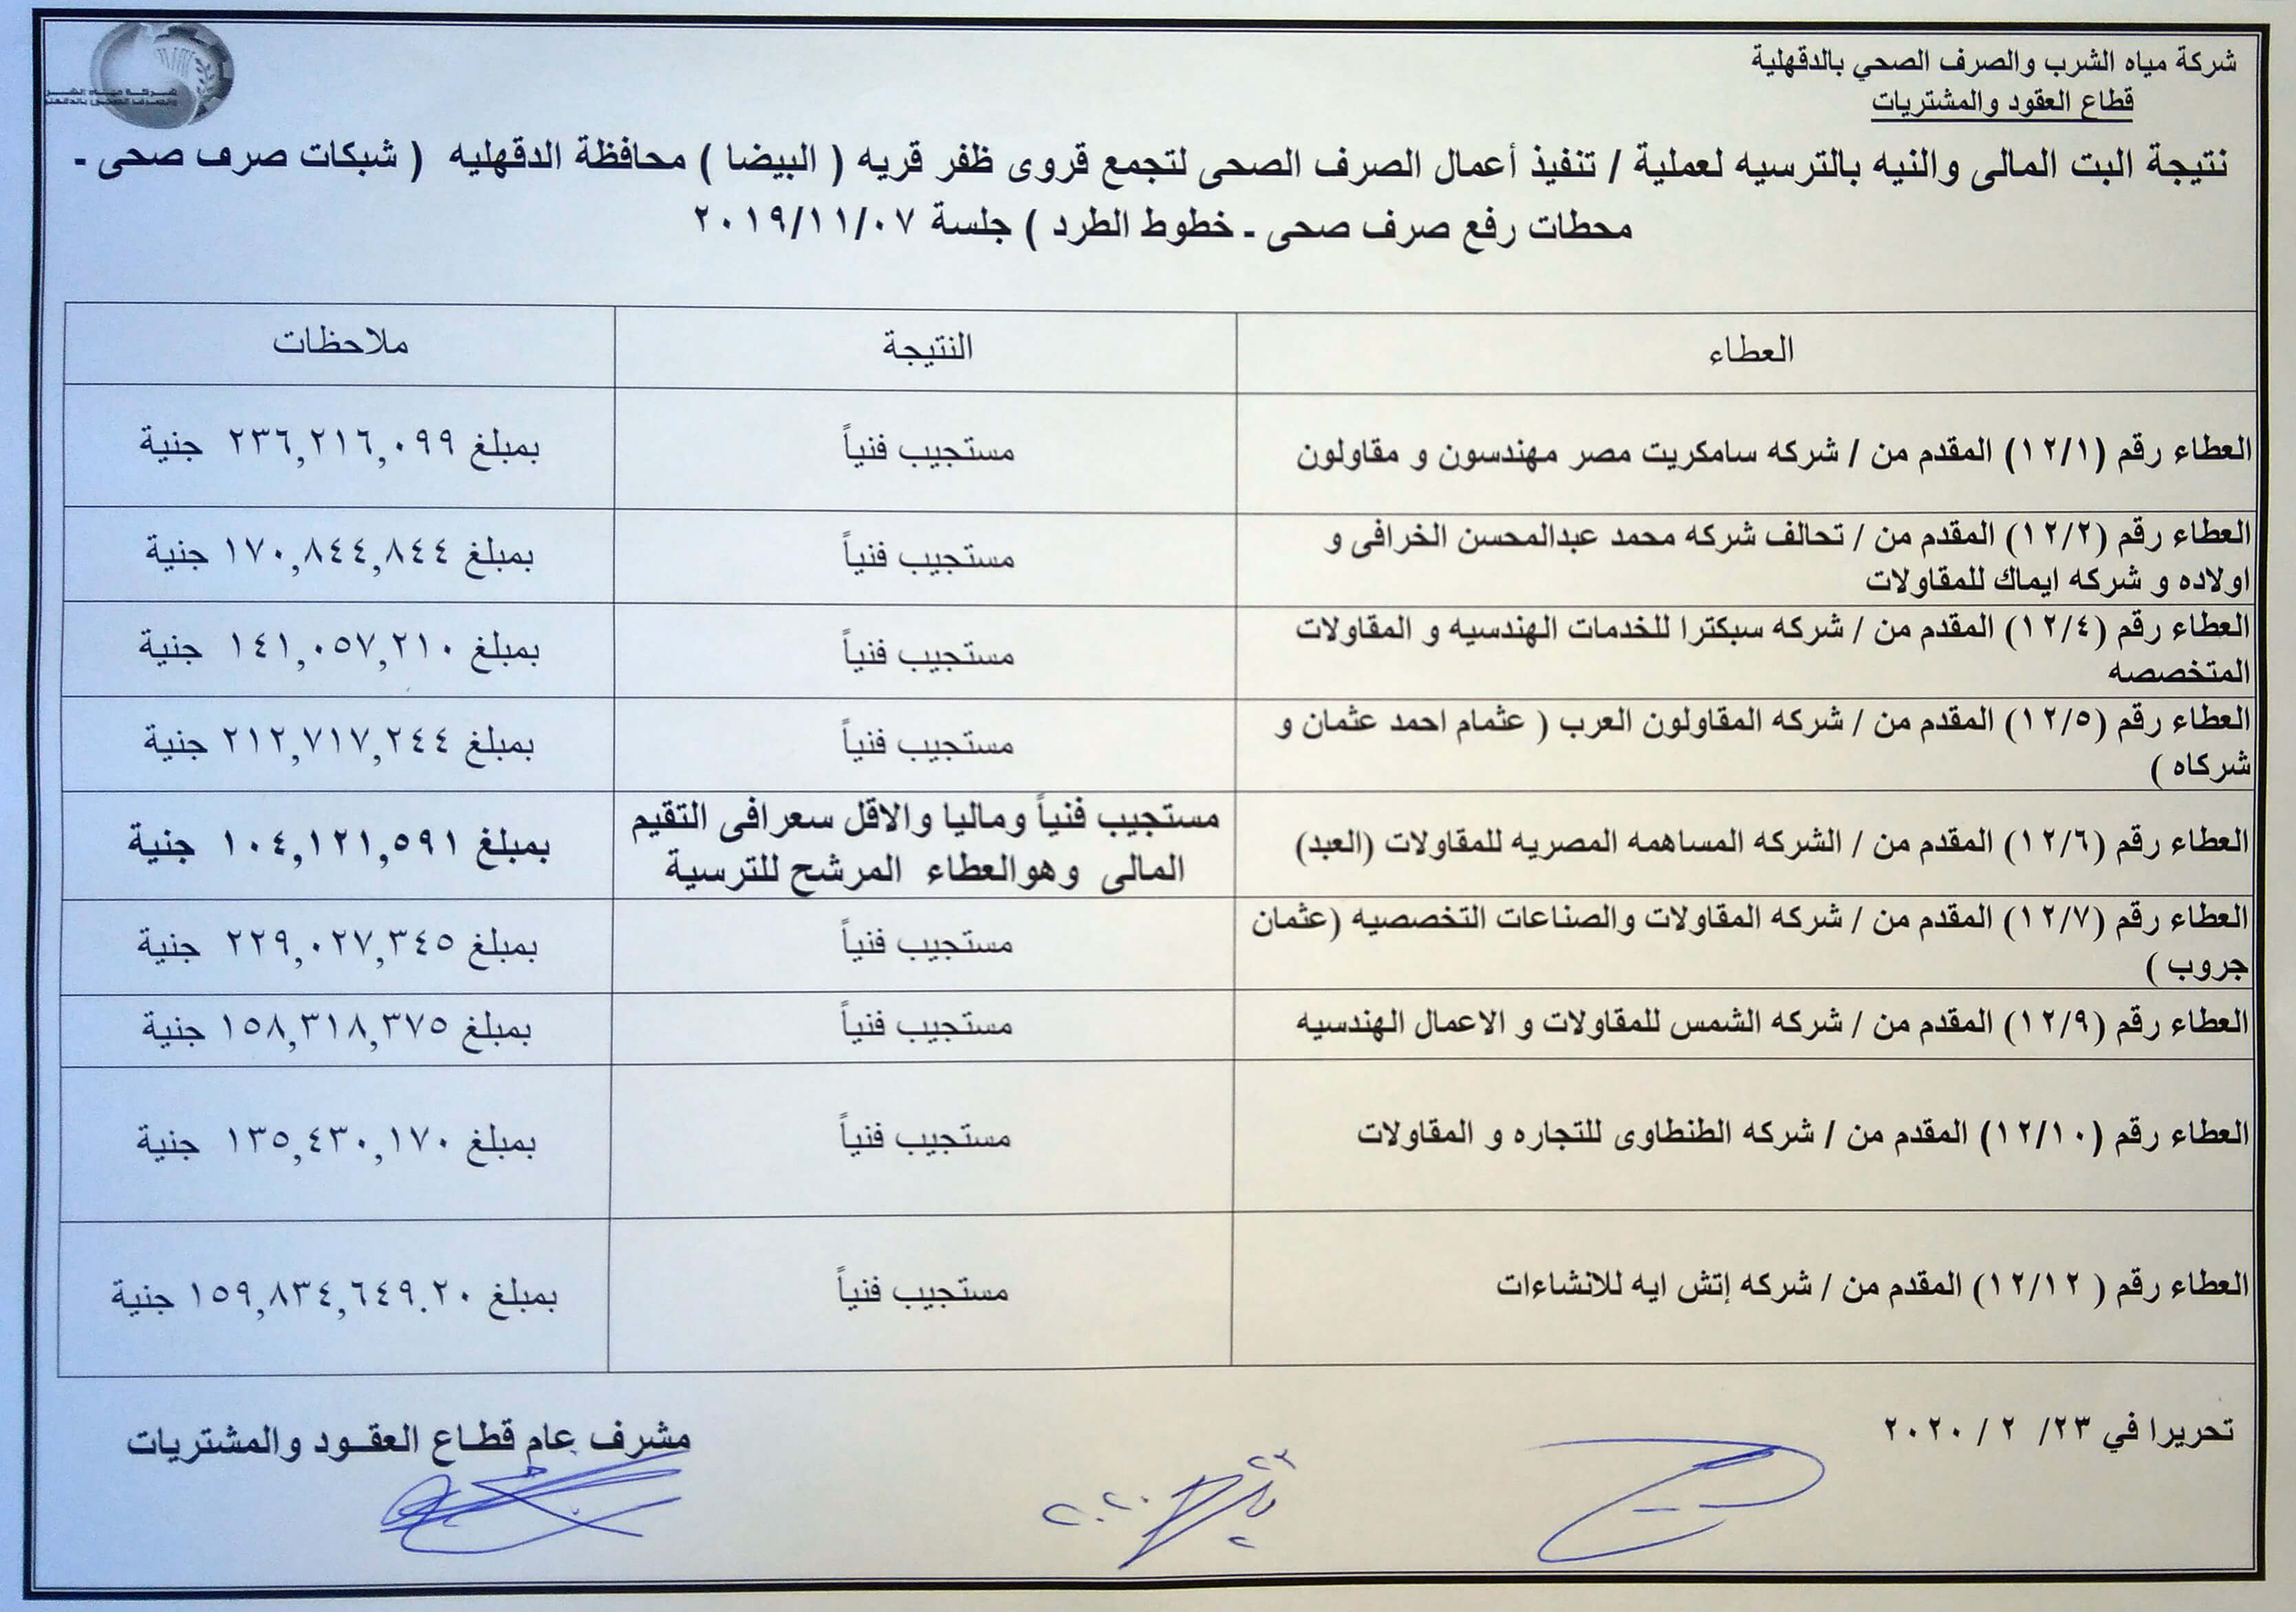 شركة مياه الشرب والصرف الصحي بالدقهلية
قطاع العقود والمشتريات
نتيجة البت المالى والنيه بالترسيه لعملية / تنفيذ أعمال الصرف الصحى لتجمع قروى ظفر قريه ( البيضا ) محافظة الدقهليه ( شبكات صرف صحى -
محطات رفع صرف صحى - خطوط الطرد ) جلسة ٢٠١٩/١١/٠٧
العطاء النتيجة ملاحظات
العطاء رقم (١٢/١) المقدم من / شركه سامكريت مصر مهندسون و مقاولون
مستجيب فنياً
بمبلغ ٢٣٦,٢١٦,٠٩٩ جنية
العطاء رقم (١٢/٢) المقدم من / تحالف شركه محمد عبدالمحسن الخرافى و
اولاده و شركه ايماك للمقاولات
مستجيب فنياً
بمبلغ ١٧٠,٨٤٤,٨٤٤ جنية
العطاء رقم (١٢/٤) المقدم من / شركه سبكترا للخدمات الهندسيه و المقاولات
المتخصصه
مستجيب فنياً
بمبلغ ١٤١,٠٥٧,٢١٠ جنية
العطاء رقم (١٢/٥) المقدم من / شركه المقاولون العرب ( عثمام احمد عثمان و
شركاه )
مستجيب فنياً
بمبلغ ٢١٢,٧١٧,٢٤٤ جنية
العطاء رقم (١٢/٦) المقدم من / الشركه المساهمه المصريه للمقاولات (العبد)
مستجيب فنياً وماليا والاقل سعرافى التقيم
المالى وهوالعطاء المرشح للترسية
بمبلغ ١٠٤,١٢١,٥٩١ جنية
العطاء رقم (١٢/٧) المقدم من / شركه المقاولات والصناعات التخصصيه (عثمان
جروب )
مستجيب فنياً
بمبلغ ٢٢٩,٠٢٧,٣٤٥ جنية
العطاء رقم (١٢/٩) المقدم من / شركه الشمس للمقاولات و الاعمال الهندسيه
مستجيب فنياً
بمبلغ ١٥٨,٣١٨,٣٧٥ جنية
العطاء رقم (١٢/١٠) المقدم من / شركه الطنطاوى للتجاره و المقاولات
مستجيب فنياً
بمبلغ ١٣٥,٤٣٠,١٧٠ جنية
العطاء رقم ( ١٢/١٢) المقدم من / شركه إتش ايه للانشاءات
مستجيب فنياً
بمبلغ ١٥٩,٨٣٤,٦٤٩.٢٠ جنية
تحريرا في ٢٣/ ٢ / ٢٠٢٠
مشرف عام قطاع العقود والمشتريات